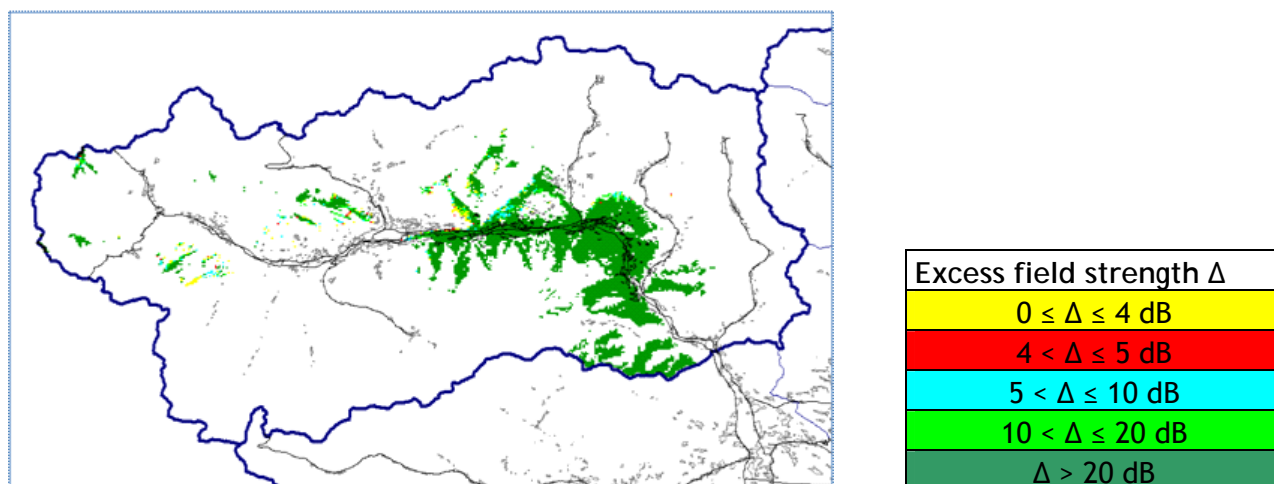 Excess field strength Δ
0 ≤ Δ ≤ 4 dB
4 < Δ ≤ 5 dB
5 < Δ ≤ 10 dB
10 < Δ ≤ 20 dB
Δ > 20 dB